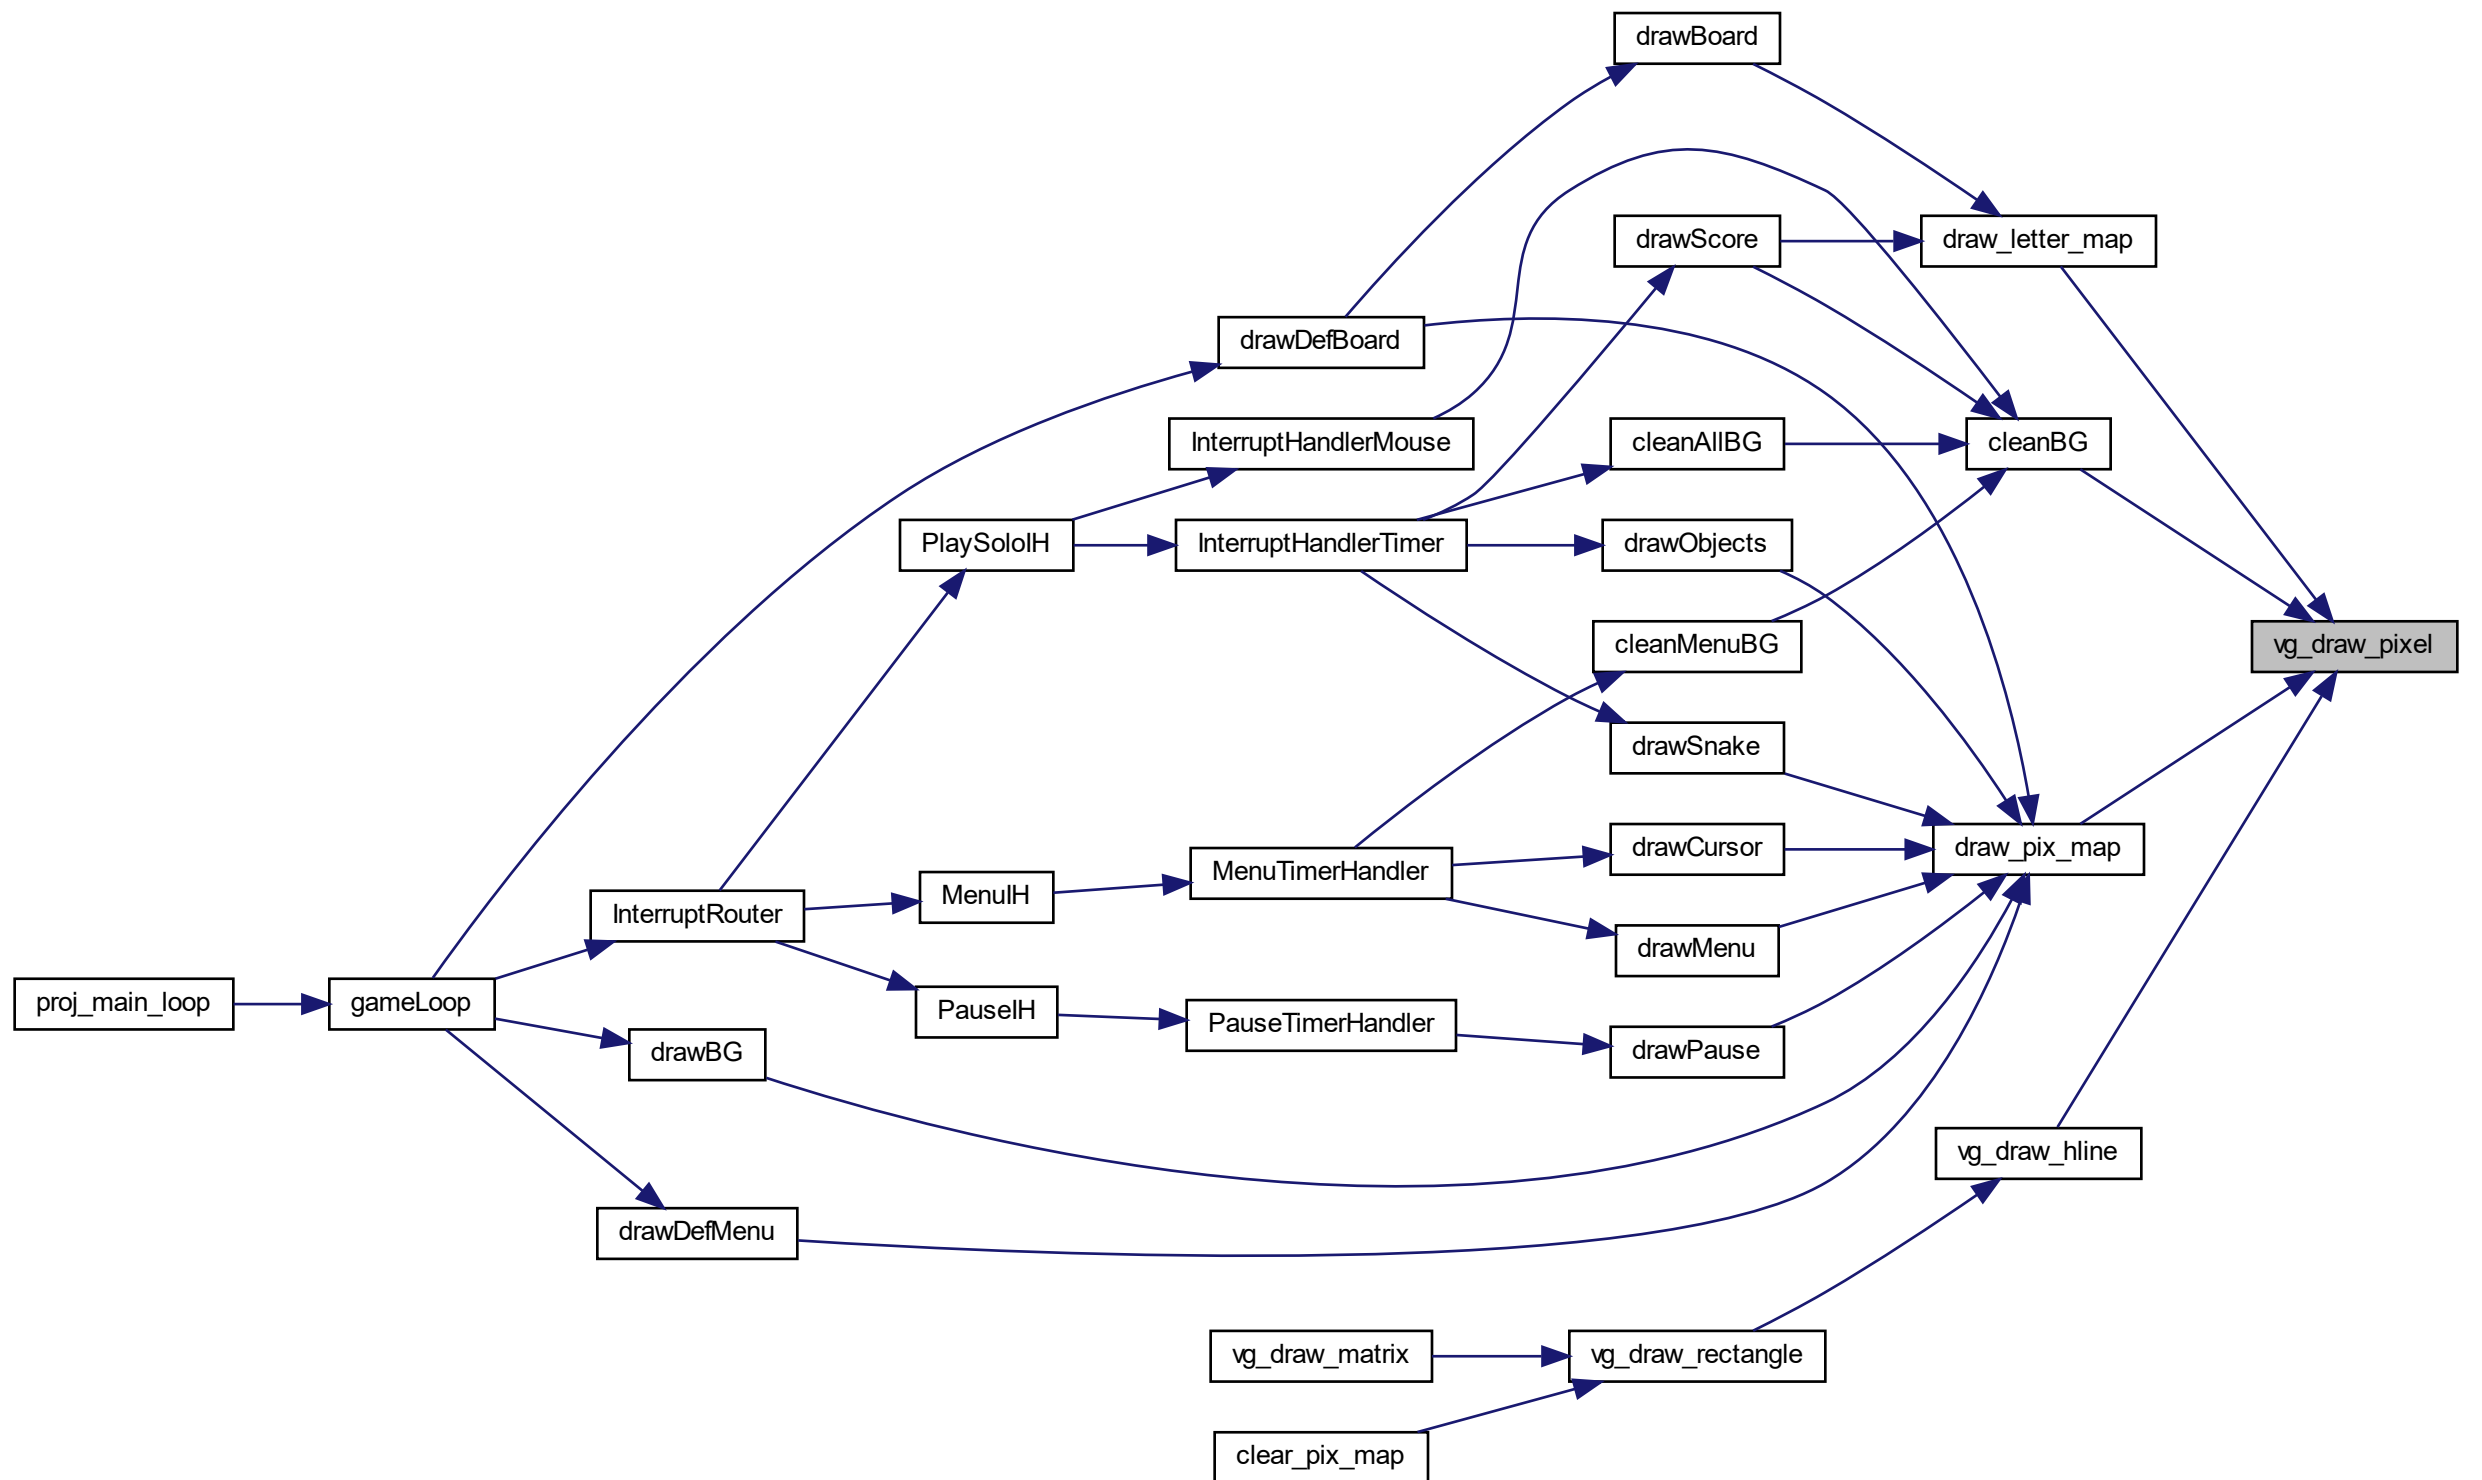 drawBoard
drawScore
draw_letter_map
drawDefBoard
InterruptHandlerMouse
cleanAllBG
cleanBG
PlaySoloIH
InterruptHandlerTimer
drawObjects
cleanMenuBG
vg_draw_pixel
drawSnake
drawCursor
draw_pix_map
MenuTimerHandler
MenuIH
InterruptRouter
drawMenu
proj_main_loop
gameLoop
PauseIH
PauseTimerHandler
drawPause
drawBG
vg_draw_hline
drawDefMenu
vg_draw_matrix
vg_draw_rectangle
clear_pix_map